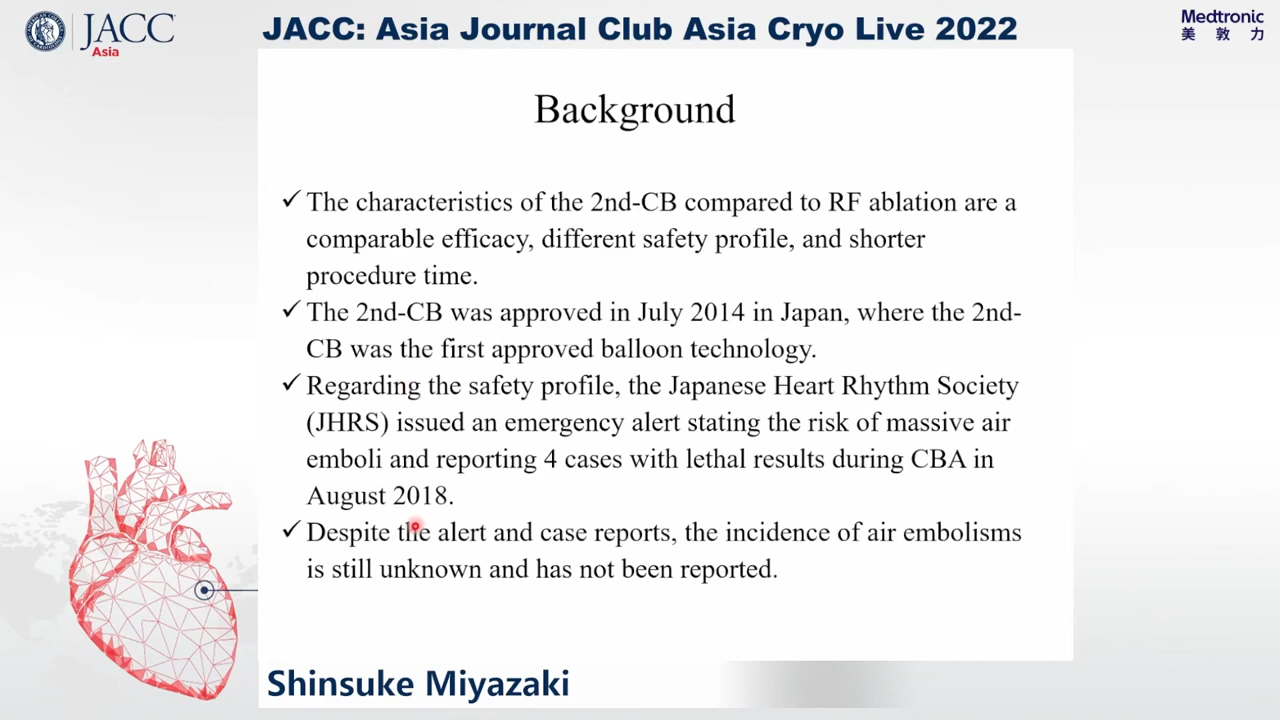 JACC
Asia
JACC: Asia Journal Club Asia Cryo Live 2022
Medtronic
美敦力
Background
✓ The characteristics of the 2nd-CB compared to RF ablation are a
comparable efficacy, different safety profile, and shorter
procedure time.
✓ The 2nd-CB was approved in July 2014 in Japan, where the 2nd-
CB was the first approved balloon technology.
✓ Regarding the safety profile, the Japanese Heart Rhythm Society
(JHRS) issued an emergency alert stating the risk of massive air
emboli and reporting 4 cases with lethal results during CBA in
August 2018.
✓ Despite the alert and case reports, the incidence of air embolisms
is still unknown and has not been reported.
Shinsuke Miyazaki